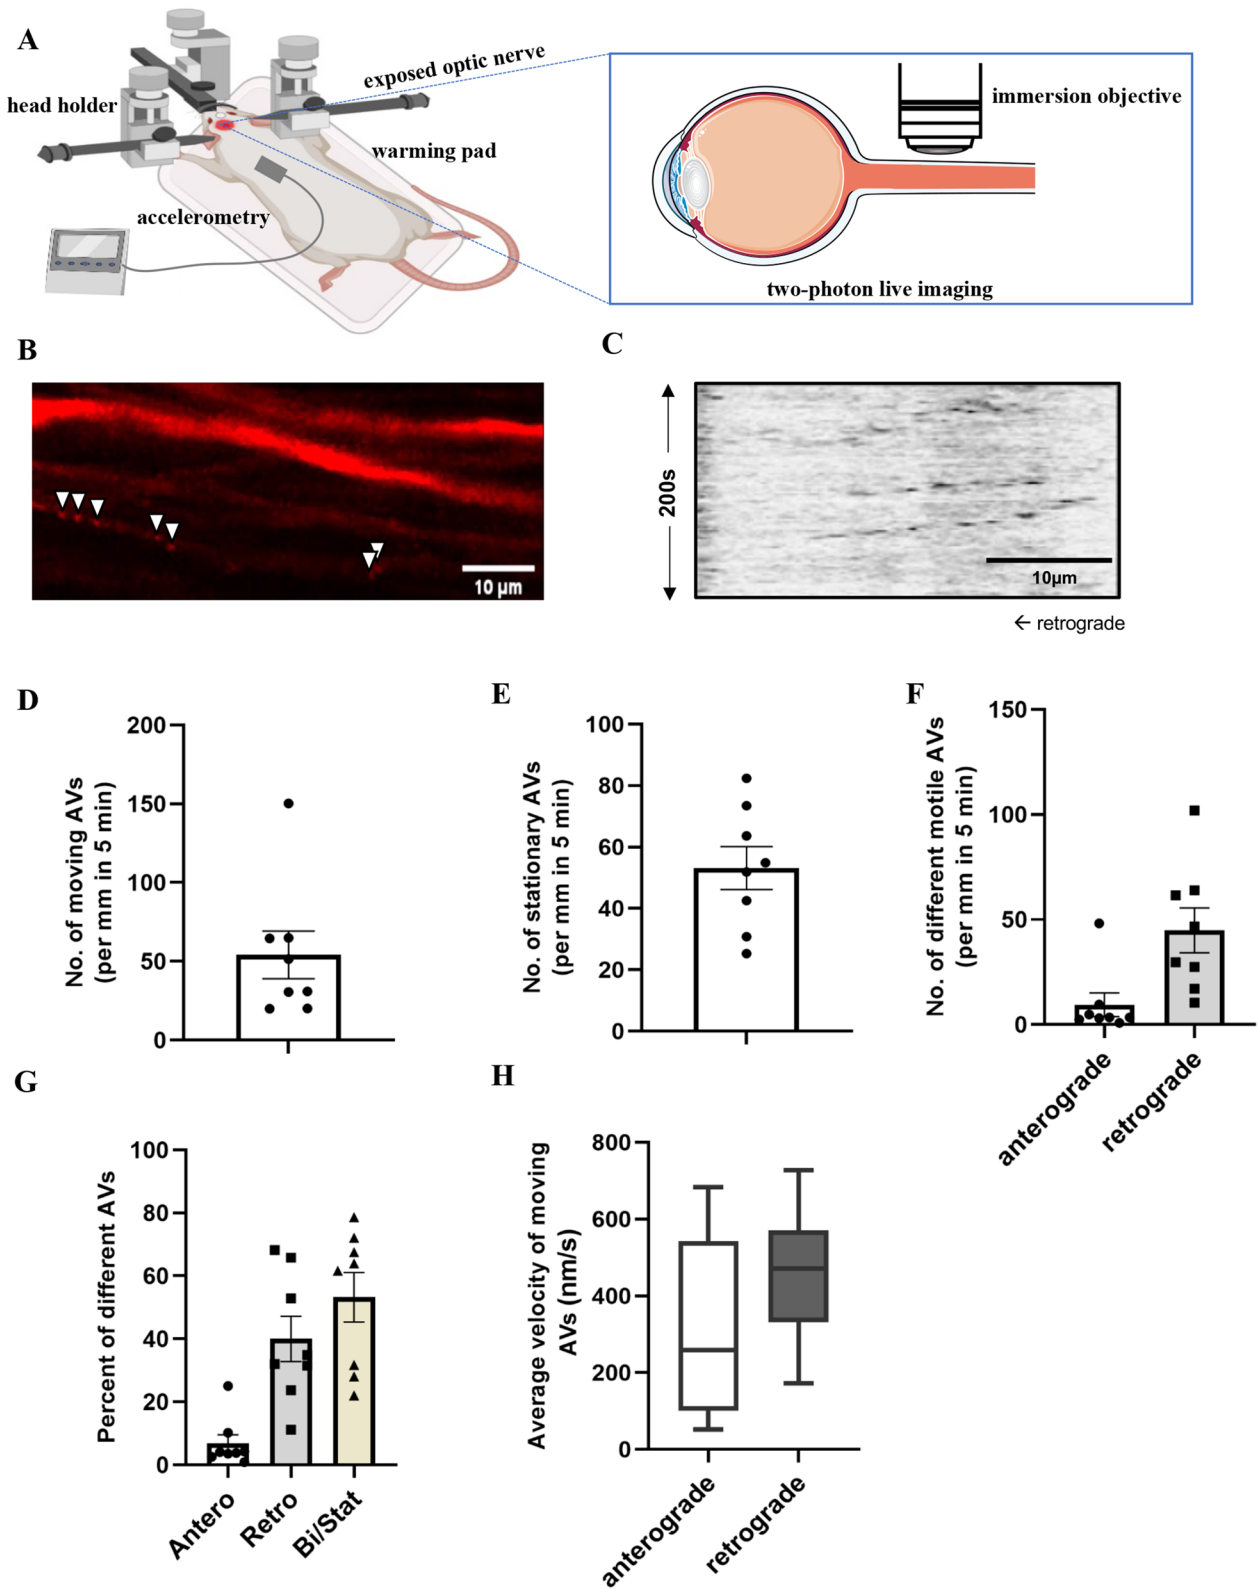 A
head holder
exposed optic nerve
warming pad
accelerometry
immersion objective
two-photon live imaging
B
10 µm
C
200s
10µm
← retrograde
D
No. of moving AVs
(per mm in 5 min)
200
150
100
50
0
E
No. of stationary AVs
(per mm in 5 min)
100
80
60
40
20
0
F
No. of different motile AVs
(per mm in 5 min)
150
100
50
0
anterograde
retrograde
G
Percent of different AVs
100
80
60
40
20
0
Antero
Retro
Bi/Stat
H
Average velocity of moving
AVs (nm/s)
800
600
400
200
0
anterograde
retrograde